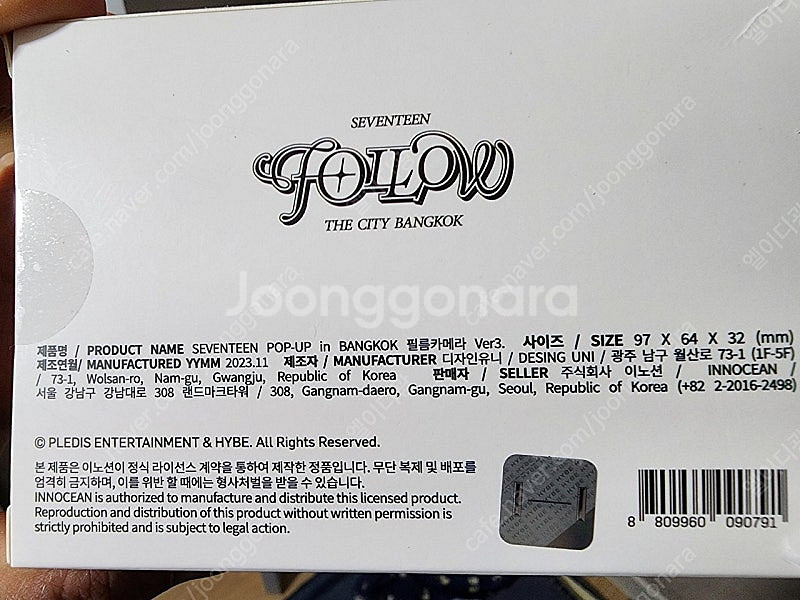 SEVENTEEN
FOLLOW
THE CITY BANGKOK
Joonggonara
제품명 / PRODUCT NAME SEVENTEEN POP-UP in BANGKOK 필름카메라 Ver3. 사이즈 / SIZE 97 X 64 X 32 (mm)
제조연월/ MANUFACTURED YYMM 2023.11 제조자 / MANUFACTURER 디자인유니 / DESING UNI / 광주 남구 월산로 73-1 (1F-5F)
/ 73-1, Wolsan-ro, Nam-gu, Gwangju, Republic of Korea 판매자 / SELLER 주식회사 이노션 / INNOCEAN /
서울 강남구 강남대로 308 랜드마크타워 / 308, Gangnam-daero, Gangnam-gu, Seoul, Republic of Korea (+82 2-2016-2498)
© PLEDIS ENTERTAINMENT & HYBE. All Rights Reserved.
본 제품은 이노션이 정식 라이선스 계약을 통하여 제작한 정품입니다. 무단 복제 및 배포를
엄격히 금지하며, 이를 위반 할 때에는 형사처벌을 받을 수 있습니다.
INNOCEAN is authorized to manufacture and distribute this licensed product.
Reproduction and distribution of this product without written permission is
strictly prohibited and is subject to legal action.
8 809960 090791